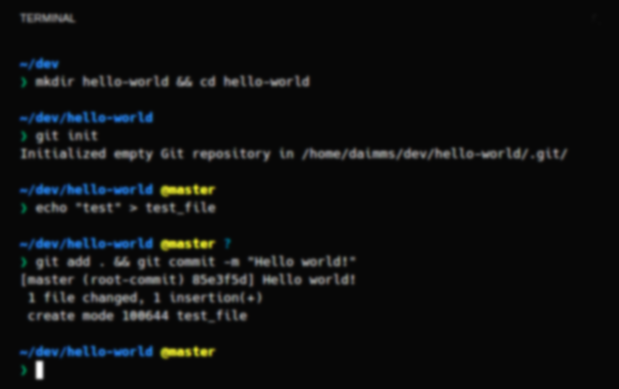 TERMINAL
~/dev
❯ mkdir hello-world && cd hello-world
~/dev/hello-world
❯ git init
Initialized empty Git repository in /home/daimms/dev/hello-world/.git/
~/dev/hello-world @master
❯ echo "test" > test_file
~/dev/hello-world @master ?
❯ git add . && git commit -m "Hello world!"
[master (root-commit) 85e3f5d] Hello world!
 1 file changed, 1 insertion(+)
 create mode 100644 test_file
~/dev/hello-world @master
❯